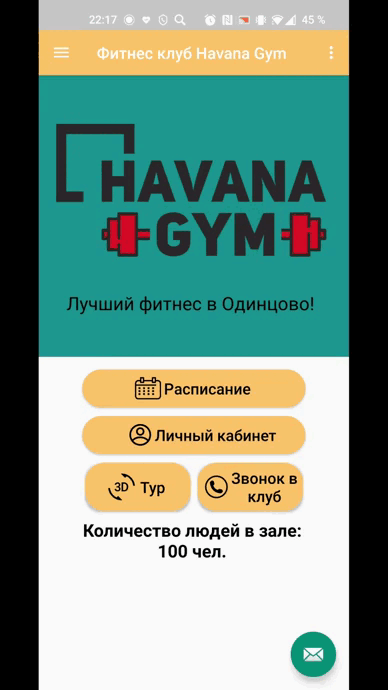 22:17 45 %
Фитнес клуб Havana Gym
HAVANA
GYM
Лучший фитнес в Одинцово!
Расписание
Личный кабинет
3D Тур
Звонок в
клуб
Количество людей в зале:
100 чел.